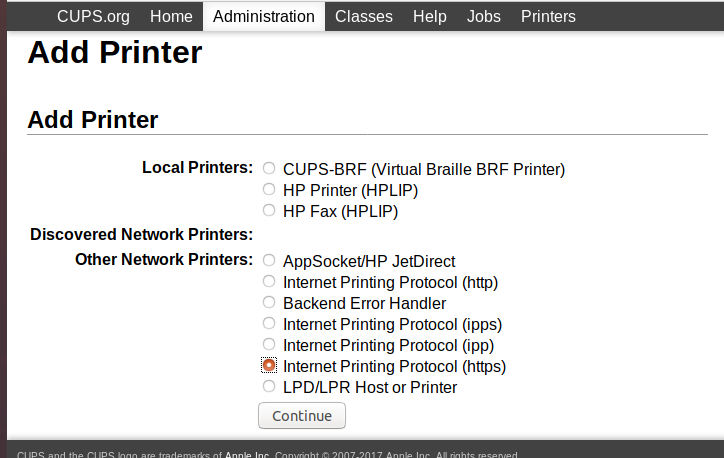 CUPS.org Home Administration Classes Help Jobs Printers
Add Printer
Add Printer
Local Printers: CUPS-BRF (Virtual Braille BRF Printer)
HP Printer (HPLIP)
HP Fax (HPLIP)
Discovered Network Printers:
Other Network Printers: AppSocket/HP JetDirect
Internet Printing Protocol (http)
Backend Error Handler
Internet Printing Protocol (ipps)
Internet Printing Protocol (ipp)
Internet Printing Protocol (https)
LPD/LPR Host or Printer
Continue
CUPS and the CUPS logo are trademarks of Apple Inc. Copyright © 2007-2017 Apple Inc. All rights reserved.